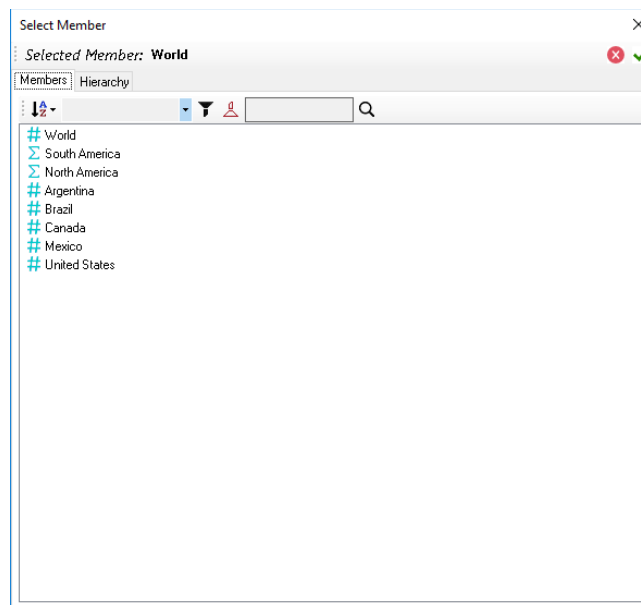 Select Member
Selected Member: World
Members Hierarchy
World
South America
North America
Argentina
Brazil
Canada
Mexico
United States